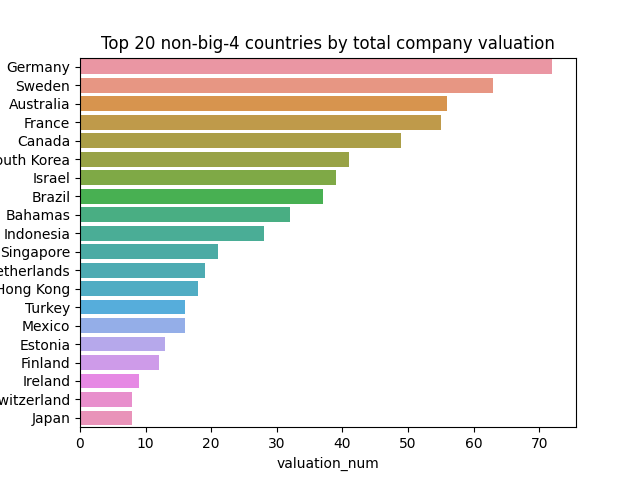 Top 20 non-big-4 countries by total company valuation
Germany
Sweden
Australia
France
Canada
outh Korea
Israel
Brazil
Bahamas
Indonesia
Singapore
etherlands
Hong Kong
Turkey
Mexico
Estonia
Finland
Ireland
witzerland
Japan
0 10 20 30 40 50 60 70
valuation_num